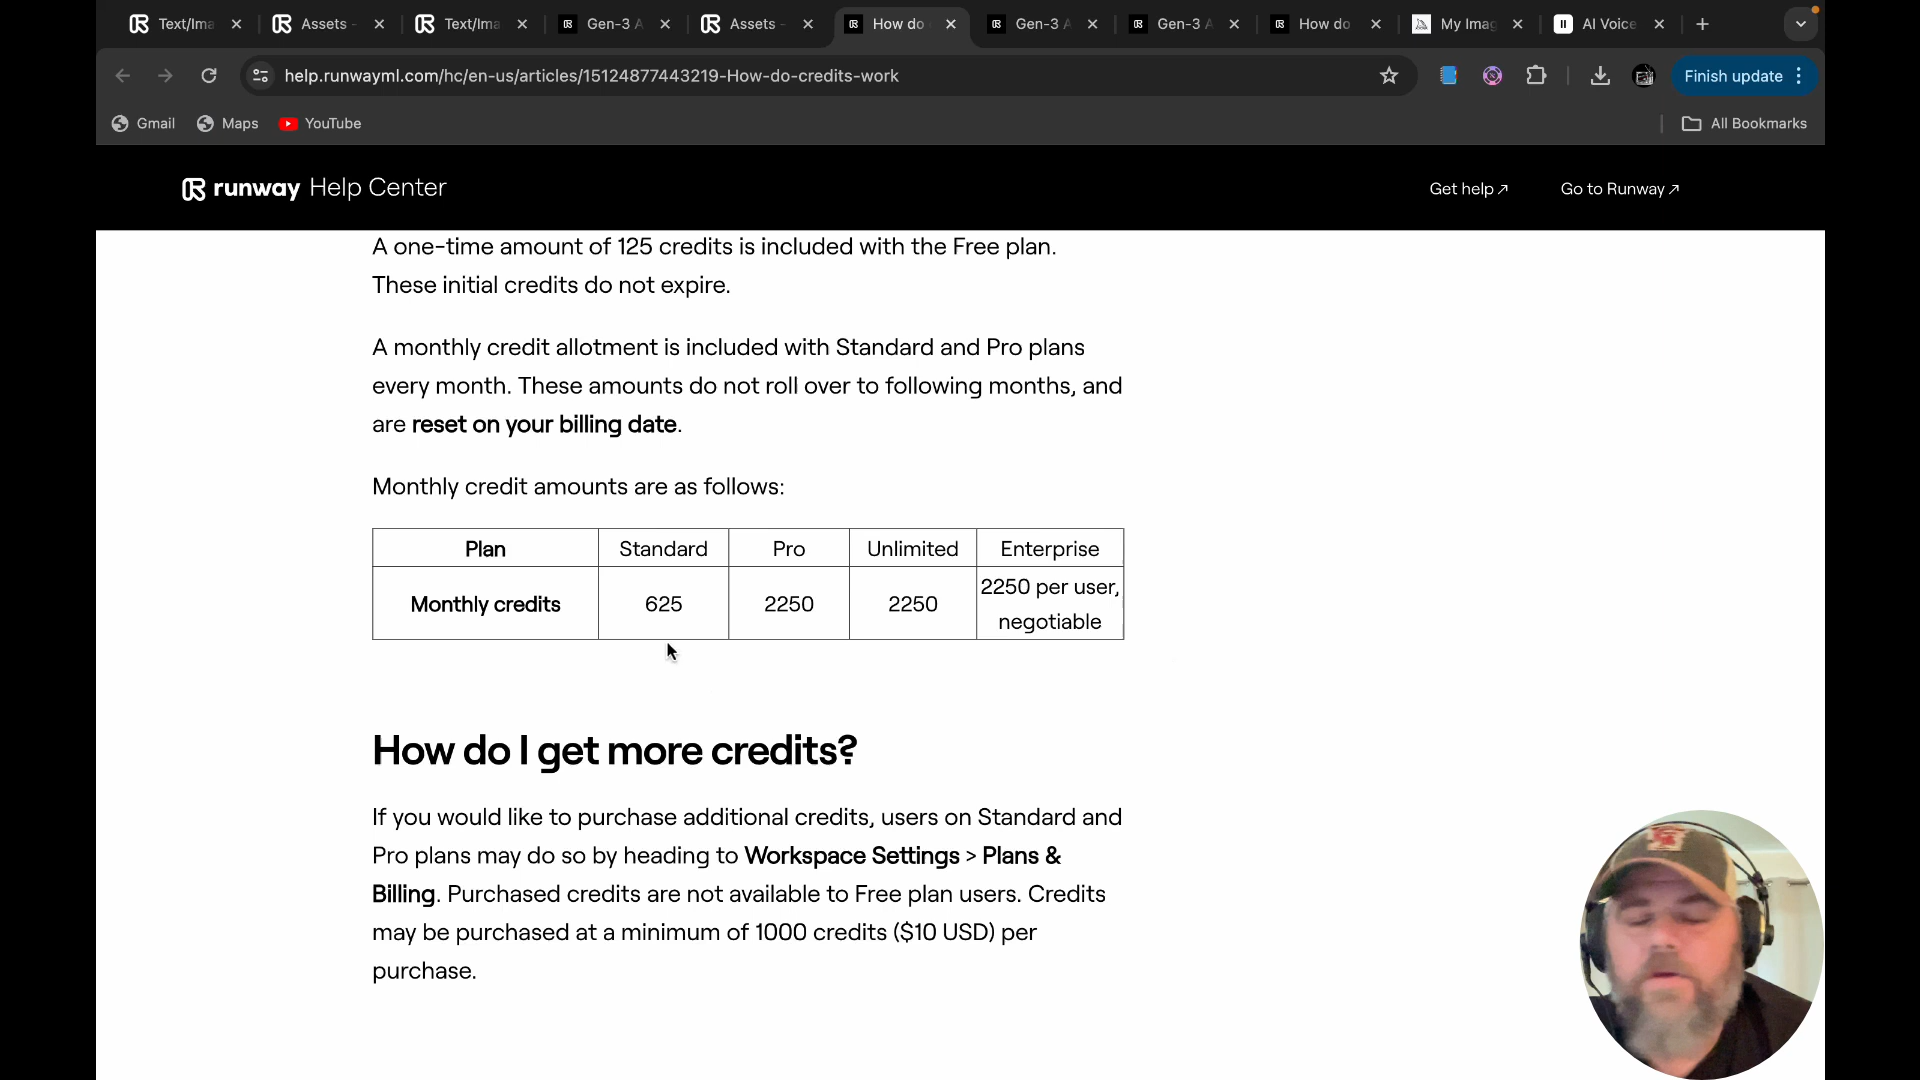 Text/Ima
Assets -
Text/Ima
Gen-3 A
Assets -
How do
Gen-3 A
Gen-3 A
How do
My Imag
AI Voice
help.runwayml.com/hc/en-us/articles/15124877443219-How-do-credits-work
Finish update
Gmail
Maps
YouTube
All Bookmarks
runway Help Center
Get help↗
Go to Runway↗
A one-time amount of 125 credits is included with the Free plan.
These initial credits do not expire.
A monthly credit allotment is included with Standard and Pro plans
every month. These amounts do not roll over to following months, and
are reset on your billing date.
Monthly credit amounts are as follows:
Plan Standard Pro Unlimited Enterprise
Monthly credits 625 2250 2250 2250 per user,
negotiable
How do I get more credits?
If you would like to purchase additional credits, users on Standard and
Pro plans may do so by heading to Workspace Settings > Plans &
Billing. Purchased credits are not available to Free plan users. Credits
may be purchased at a minimum of 1000 credits ($10 USD) per
purchase.